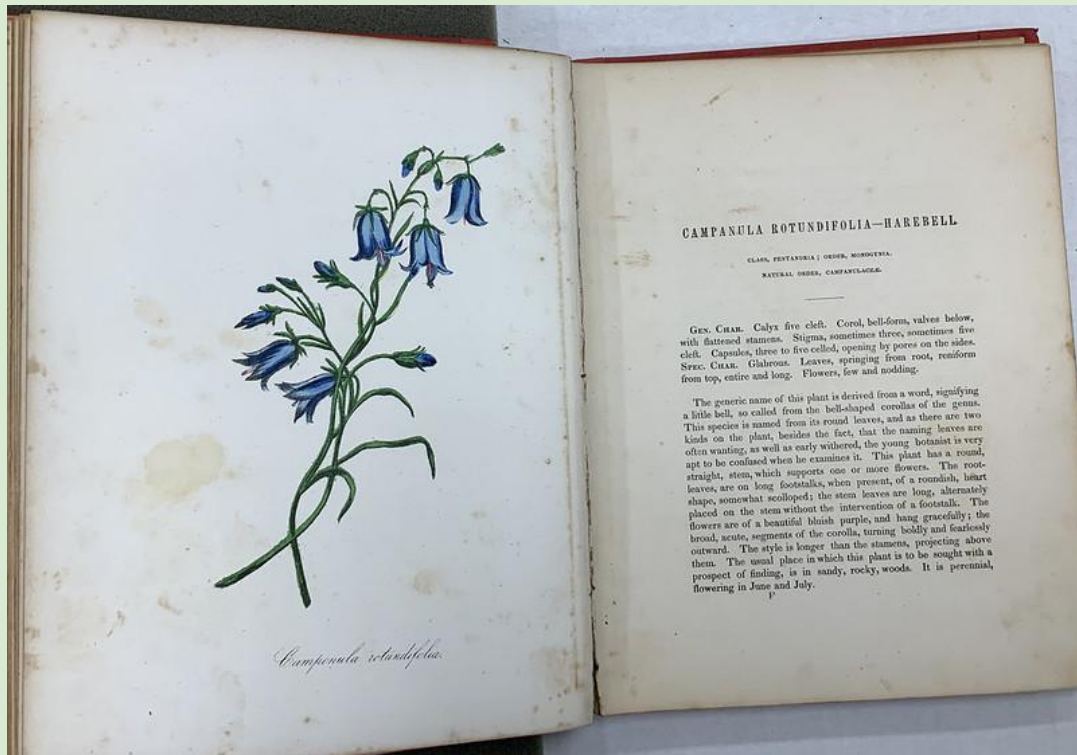 Camponula rotundifolia.
CAMPANULA ROTUNDIFOLIA—HAREBELL.
CLASS, PENTANDRIA; ORDER, MONOGYNIA.
NATURAL ORDER, CAMPANULACEÆ.
GEN. CHAR. Calyx five cleft. Corol, bell-form, valves below,
with flattened stamens. Stigma, sometimes three, sometimes five
cleft. Capsules, three to five celled, opening by pores on the sides.
SPEC. CHAR. Glabrous. Leaves, springing from root, reniform
from top, entire and long. Flowers, few and nodding.
The generic name of this plant is derived from a word, signifying
a little bell, so called from the bell-shaped corollas of the genus.
This species is named from its round leaves, and as there are two
kinds on the plant, besides the fact, that the naming leaves are
often wanting, as well as early withered, the young botanist is very
apt to be confused when he examines it. This plant has a round,
straight, stem, which supports one or more flowers. The root-
leaves, are on long footstalks, when present, of a roundish, heart
shape, somewhat scolloped; the stem leaves are long, alternately
placed on the stem without the intervention of a footstalk. The
flowers are of a beautiful bluish purple, and hang gracefully; the
broad, acute, segments of the corolla, turning boldly and fearlessly
outward. The style is longer than the stamens, projecting above
them. The usual place in which this plant is to be sought with a
prospect of finding, is in sandy, rocky, woods. It is perennial,
flowering in June and July.
P